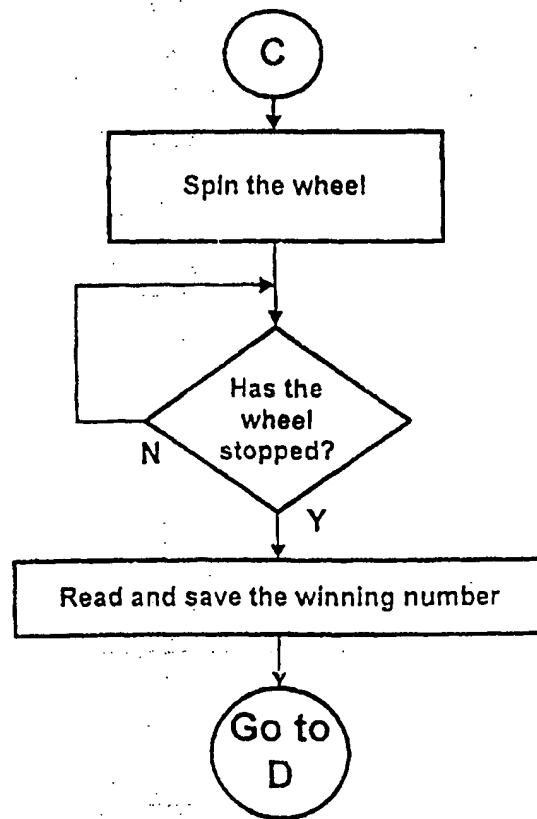 C
Spin the wheel
Has the
wheel
stopped?
N
Y
Read and save the winning number
Go to
D